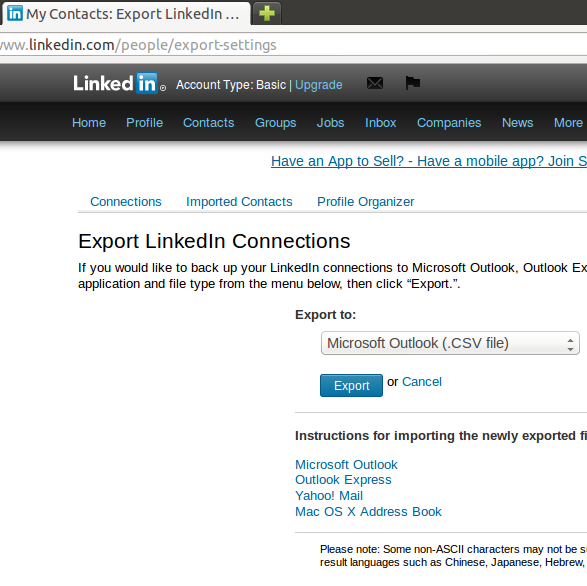 My Contacts: Export LinkedIn ...
www.linkedin.com/people/export-settings
Linked in ® Account Type: Basic | Upgrade
Home Profile Contacts Groups Jobs Inbox Companies News More
Have an App to Sell? - Have a mobile app? Join S
Connections Imported Contacts Profile Organizer
Export LinkedIn Connections
If you would like to back up your LinkedIn connections to Microsoft Outlook, Outlook Ex
application and file type from the menu below, then click “Export.”.
Export to:
Microsoft Outlook (.CSV file)
Export or Cancel
Instructions for importing the newly exported fi
Microsoft Outlook
Outlook Express
Yahoo! Mail
Mac OS X Address Book
Please note: Some non-ASCII characters may not be su
result languages such as Chinese, Japanese, Hebrew,